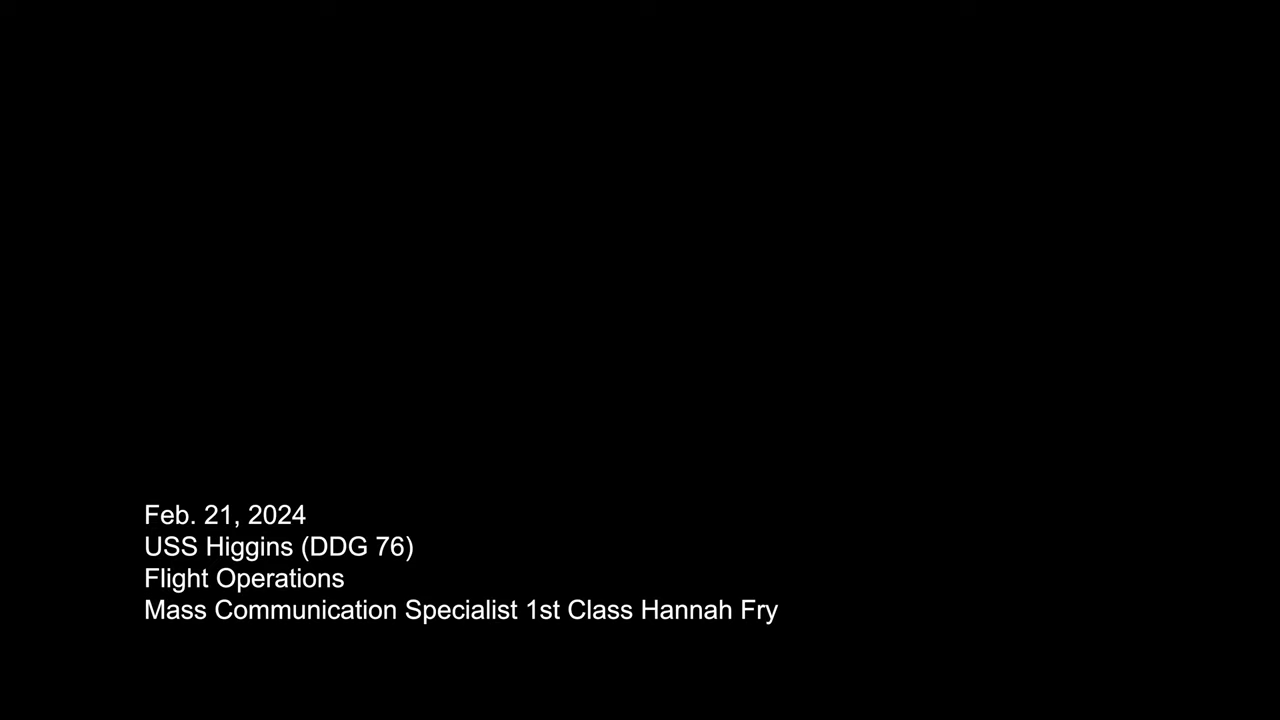 Feb. 21, 2024
USS Higgins (DDG 76)
Flight Operations
Mass Communication Specialist 1st Class Hannah Fry